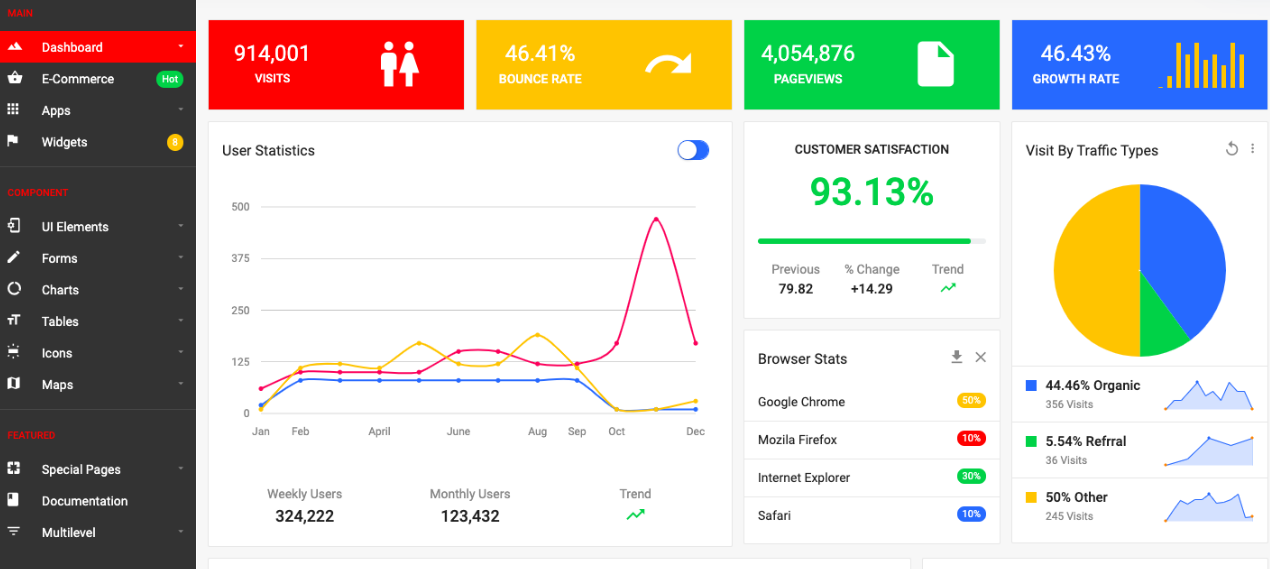 MAIN
Dashboard
E-Commerce Hot
Apps
Widgets 8
COMPONENT
UI Elements
Forms
Charts
Tables
Icons
Maps
FEATURED
Special Pages
Documentation
Multilevel
914,001
VISITS
46.41%
BOUNCE RATE
4,054,876
PAGEVIEWS
46.43%
GROWTH RATE
User Statistics
500
375
250
125
0
Jan Feb April June Aug Sep Oct Dec
Weekly Users Monthly Users Trend
324,222 123,432
CUSTOMER SATISFACTION
93.13%
Previous % Change Trend
79.82 +14.29
Browser Stats
Google Chrome 50%
Mozila Firefox 10%
Internet Explorer 30%
Safari 10%
Visit By Traffic Types
44.46% Organic
356 Visits
5.54% Refrral
36 Visits
50% Other
245 Visits